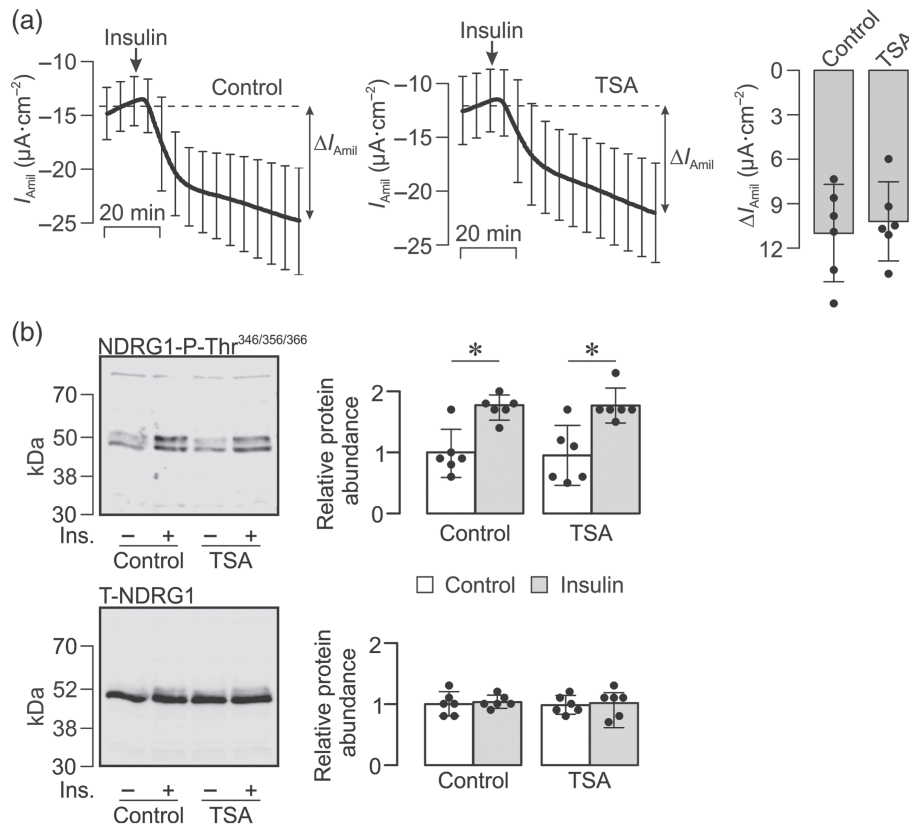 (a)
Insulin
Control
−10
−15
−20
−25
I_Amil (μA·cm⁻²)
ΔI_Amil
20 min
Insulin
TSA
−10
−15
−20
−25
I_Amil (μA·cm⁻²)
ΔI_Amil
20 min
Control
TSA
0
3
6
9
12
ΔI_Amil (μA·cm⁻²)
(b)
NDRG1-P-Thr³⁴⁶/³⁵⁶/³⁶⁶
70
50
38
30
kDa
Ins. − + − +
Control TSA
Relative protein
abundance
2
1
0
* *
Control TSA
Control Insulin
T-NDRG1
70
52
38
30
kDa
Ins. − + − +
Control TSA
Relative protein
abundance
2
1
0
Control TSA